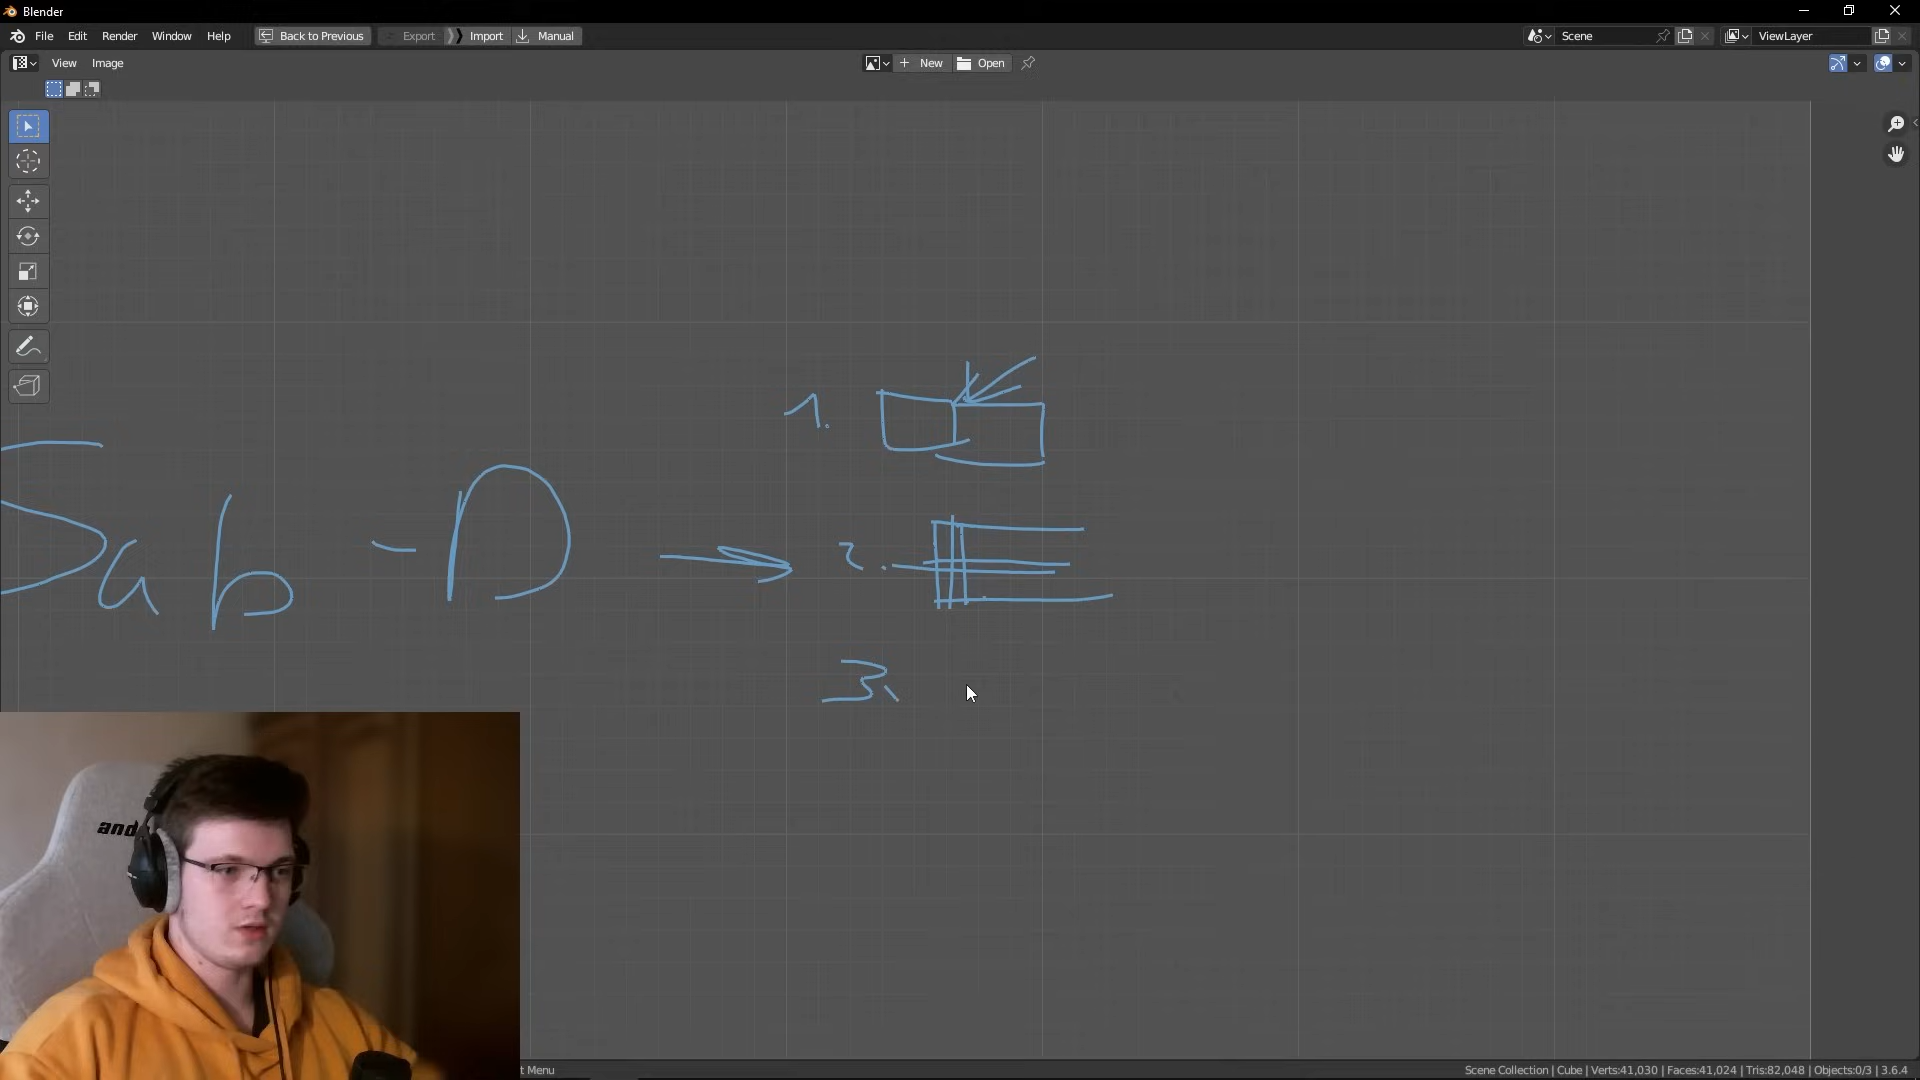 Blender
File Edit Render Window Help Back to Previous Export Import Manual Scene ViewLayer
View Image New Open
1.
Sab-D 2.
3.
and
t Menu Scene Collection | Cube | Verts:41,030 | Faces:41,024 | Tris:82,048 | Objects:0/3 | 3.6.4